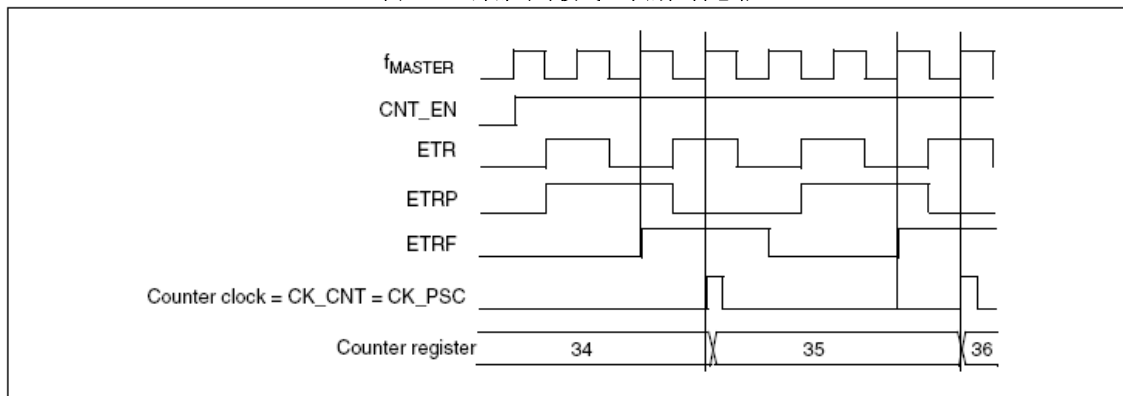 fMASTER
CNT_EN
ETR
ETRP
ETRF
Counter clock = CK_CNT = CK_PSC
Counter register 34 35 36